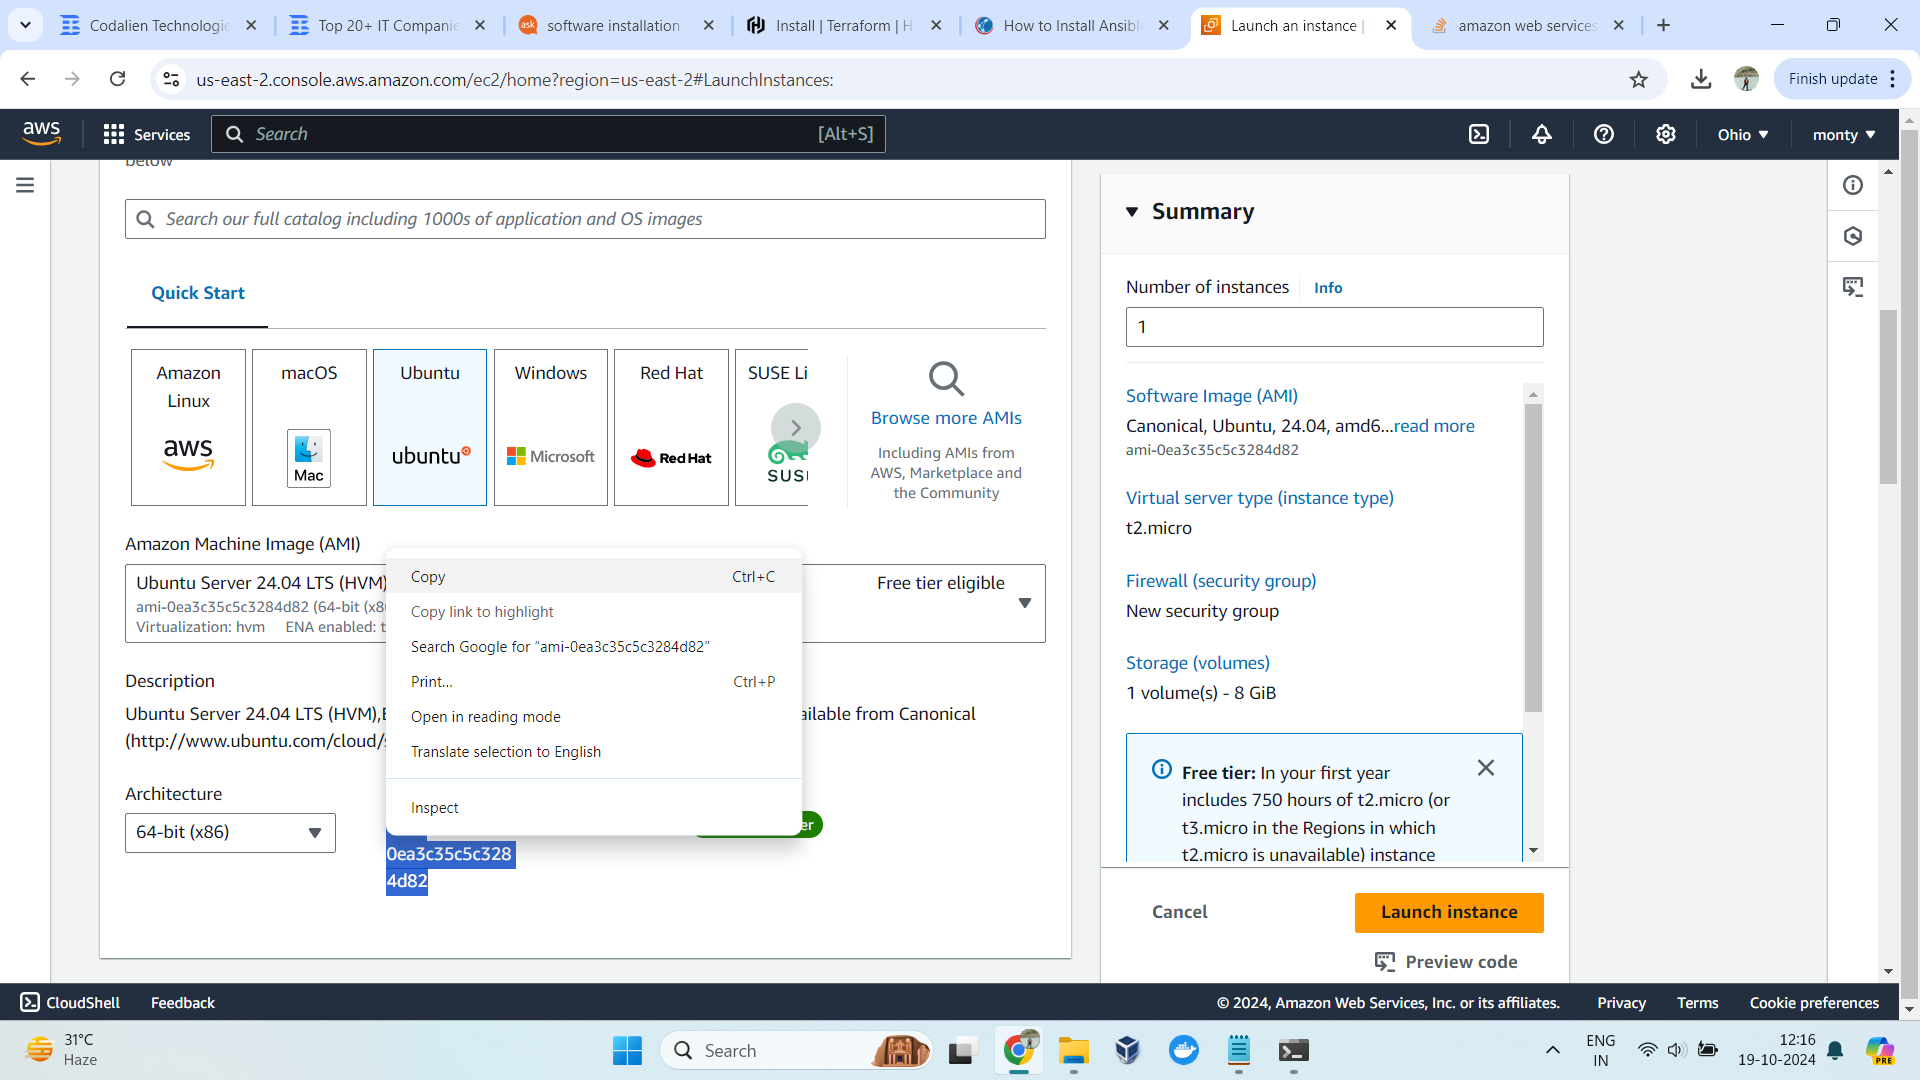 Codalien Technologie
Top 20+ IT Companie
software installation -
Install | Terraform | H
How to Install Ansibl
Launch an instance |
amazon web services
us-east-2.console.aws.amazon.com/ec2/home?region=us-east-2#LaunchInstances:
Finish update
aws
Services
Search
[Alt+S]
Ohio
monty
below
Search our full catalog including 1000s of application and OS images
Quick Start
Amazon
Linux
aws
macOS
Mac
Ubuntu
ubuntu
Windows
Microsoft
Red Hat
RedHat
SUSE Li
SUS
Browse more AMIs
Including AMIs from
AWS, Marketplace and
the Community
Amazon Machine Image (AMI)
Ubuntu Server 24.04 LTS (HVM)
ami-0ea3c35c5c3284d82 (64-bit (x8
Virtualization: hvm ENA enabled: t
Free tier eligible
Copy Ctrl+C
Copy link to highlight
Search Google for “ami-0ea3c35c5c3284d82”
Print... Ctrl+P
Open in reading mode
Translate selection to English
Inspect
Description
Ubuntu Server 24.04 LTS (HVM),E
ailable from Canonical
(http://www.ubuntu.com/cloud/s
Architecture
64-bit (x86)
er
0ea3c35c5c328
4d82
Summary
Number of instances
Info
1
Software Image (AMI)
Canonical, Ubuntu, 24.04, amd6...read more
ami-0ea3c35c5c3284d82
Virtual server type (instance type)
t2.micro
Firewall (security group)
New security group
Storage (volumes)
1 volume(s) - 8 GiB
Free tier: In your first year
includes 750 hours of t2.micro (or
t3.micro in the Regions in which
t2.micro is unavailable) instance
Cancel
Launch instance
Preview code
CloudShell
Feedback
© 2024, Amazon Web Services, Inc. or its affiliates.
Privacy
Terms
Cookie preferences
31°C
Haze
Search
ENG
IN
12:16
19-10-2024
PRE